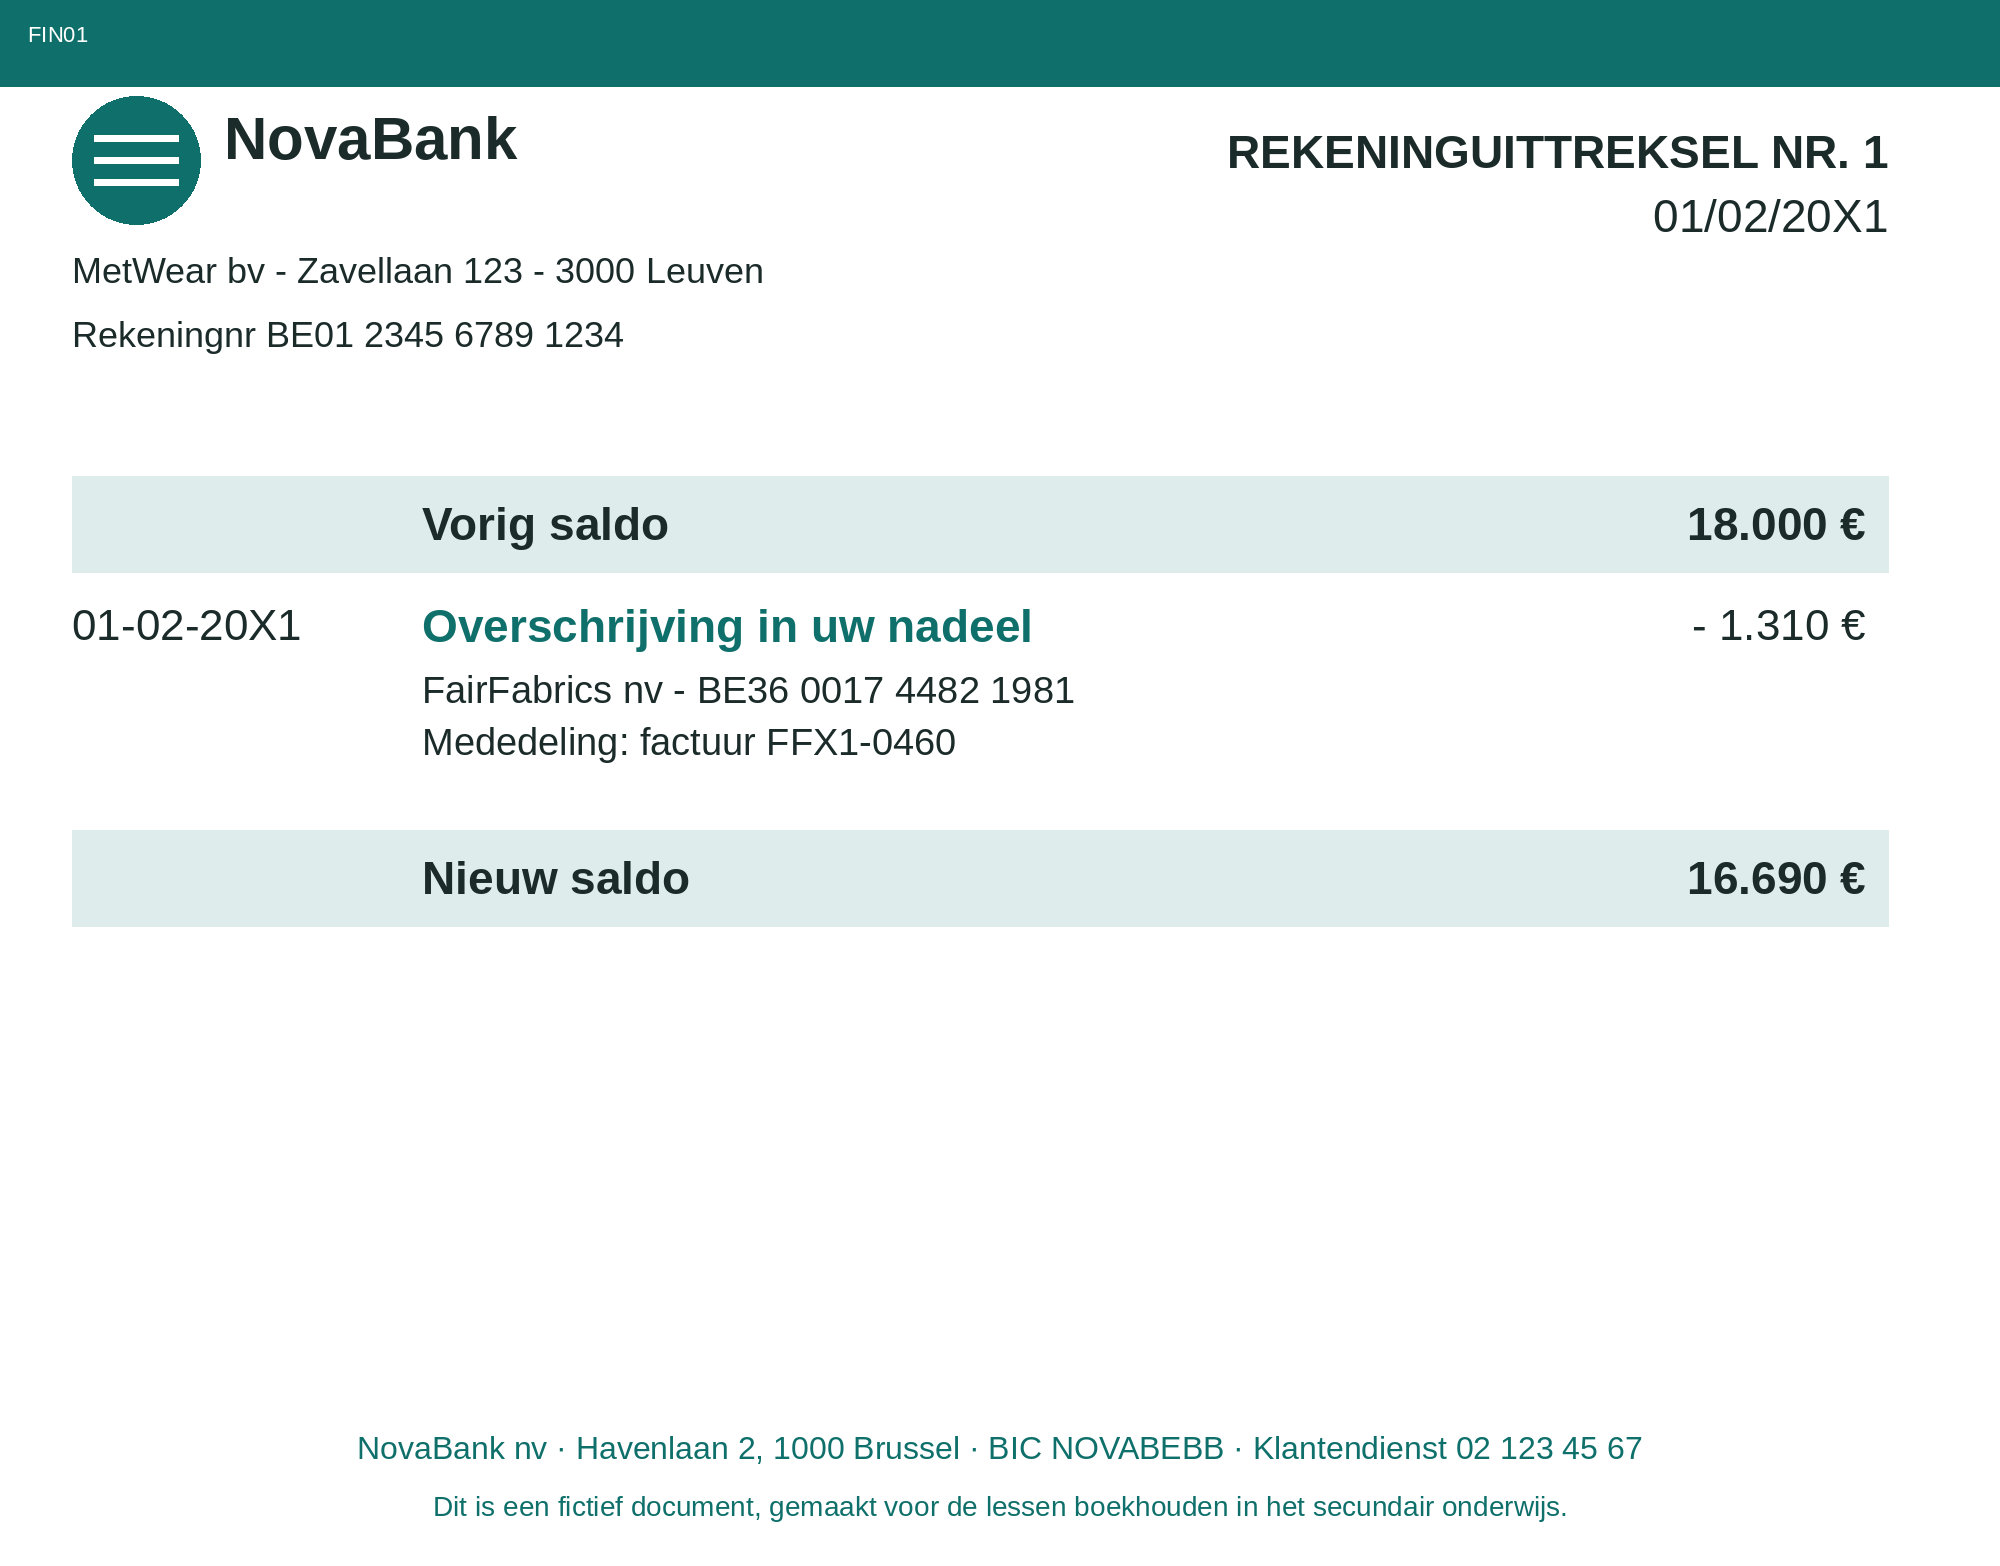 FIN01
NovaBank
REKENINGUITTREKSEL NR. 1
01/02/20X1
MetWear bv - Zavellaan 123 - 3000 Leuven
Rekeningnr BE01 2345 6789 1234
Vorig saldo 18.000 €
01-02-20X1 Overschrijving in uw nadeel - 1.310 €
FairFabrics nv - BE36 0017 4482 1981
Mededeling: factuur FFX1-0460
Nieuw saldo 16.690 €
NovaBank nv · Havenlaan 2, 1000 Brussel · BIC NOVABEBB · Klantendienst 02 123 45 67
Dit is een fictief document, gemaakt voor de lessen boekhouden in het secundair onderwijs.